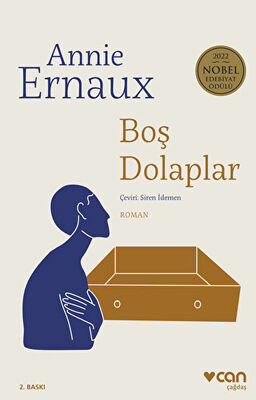 Annie
Ernaux
2022
NOBEL
EDEBİYAT
ÖDÜLÜ
Boş
Dolaplar
Çeviri: Siren İdemen
ROMAN
2. BASKI
can
çağdaş